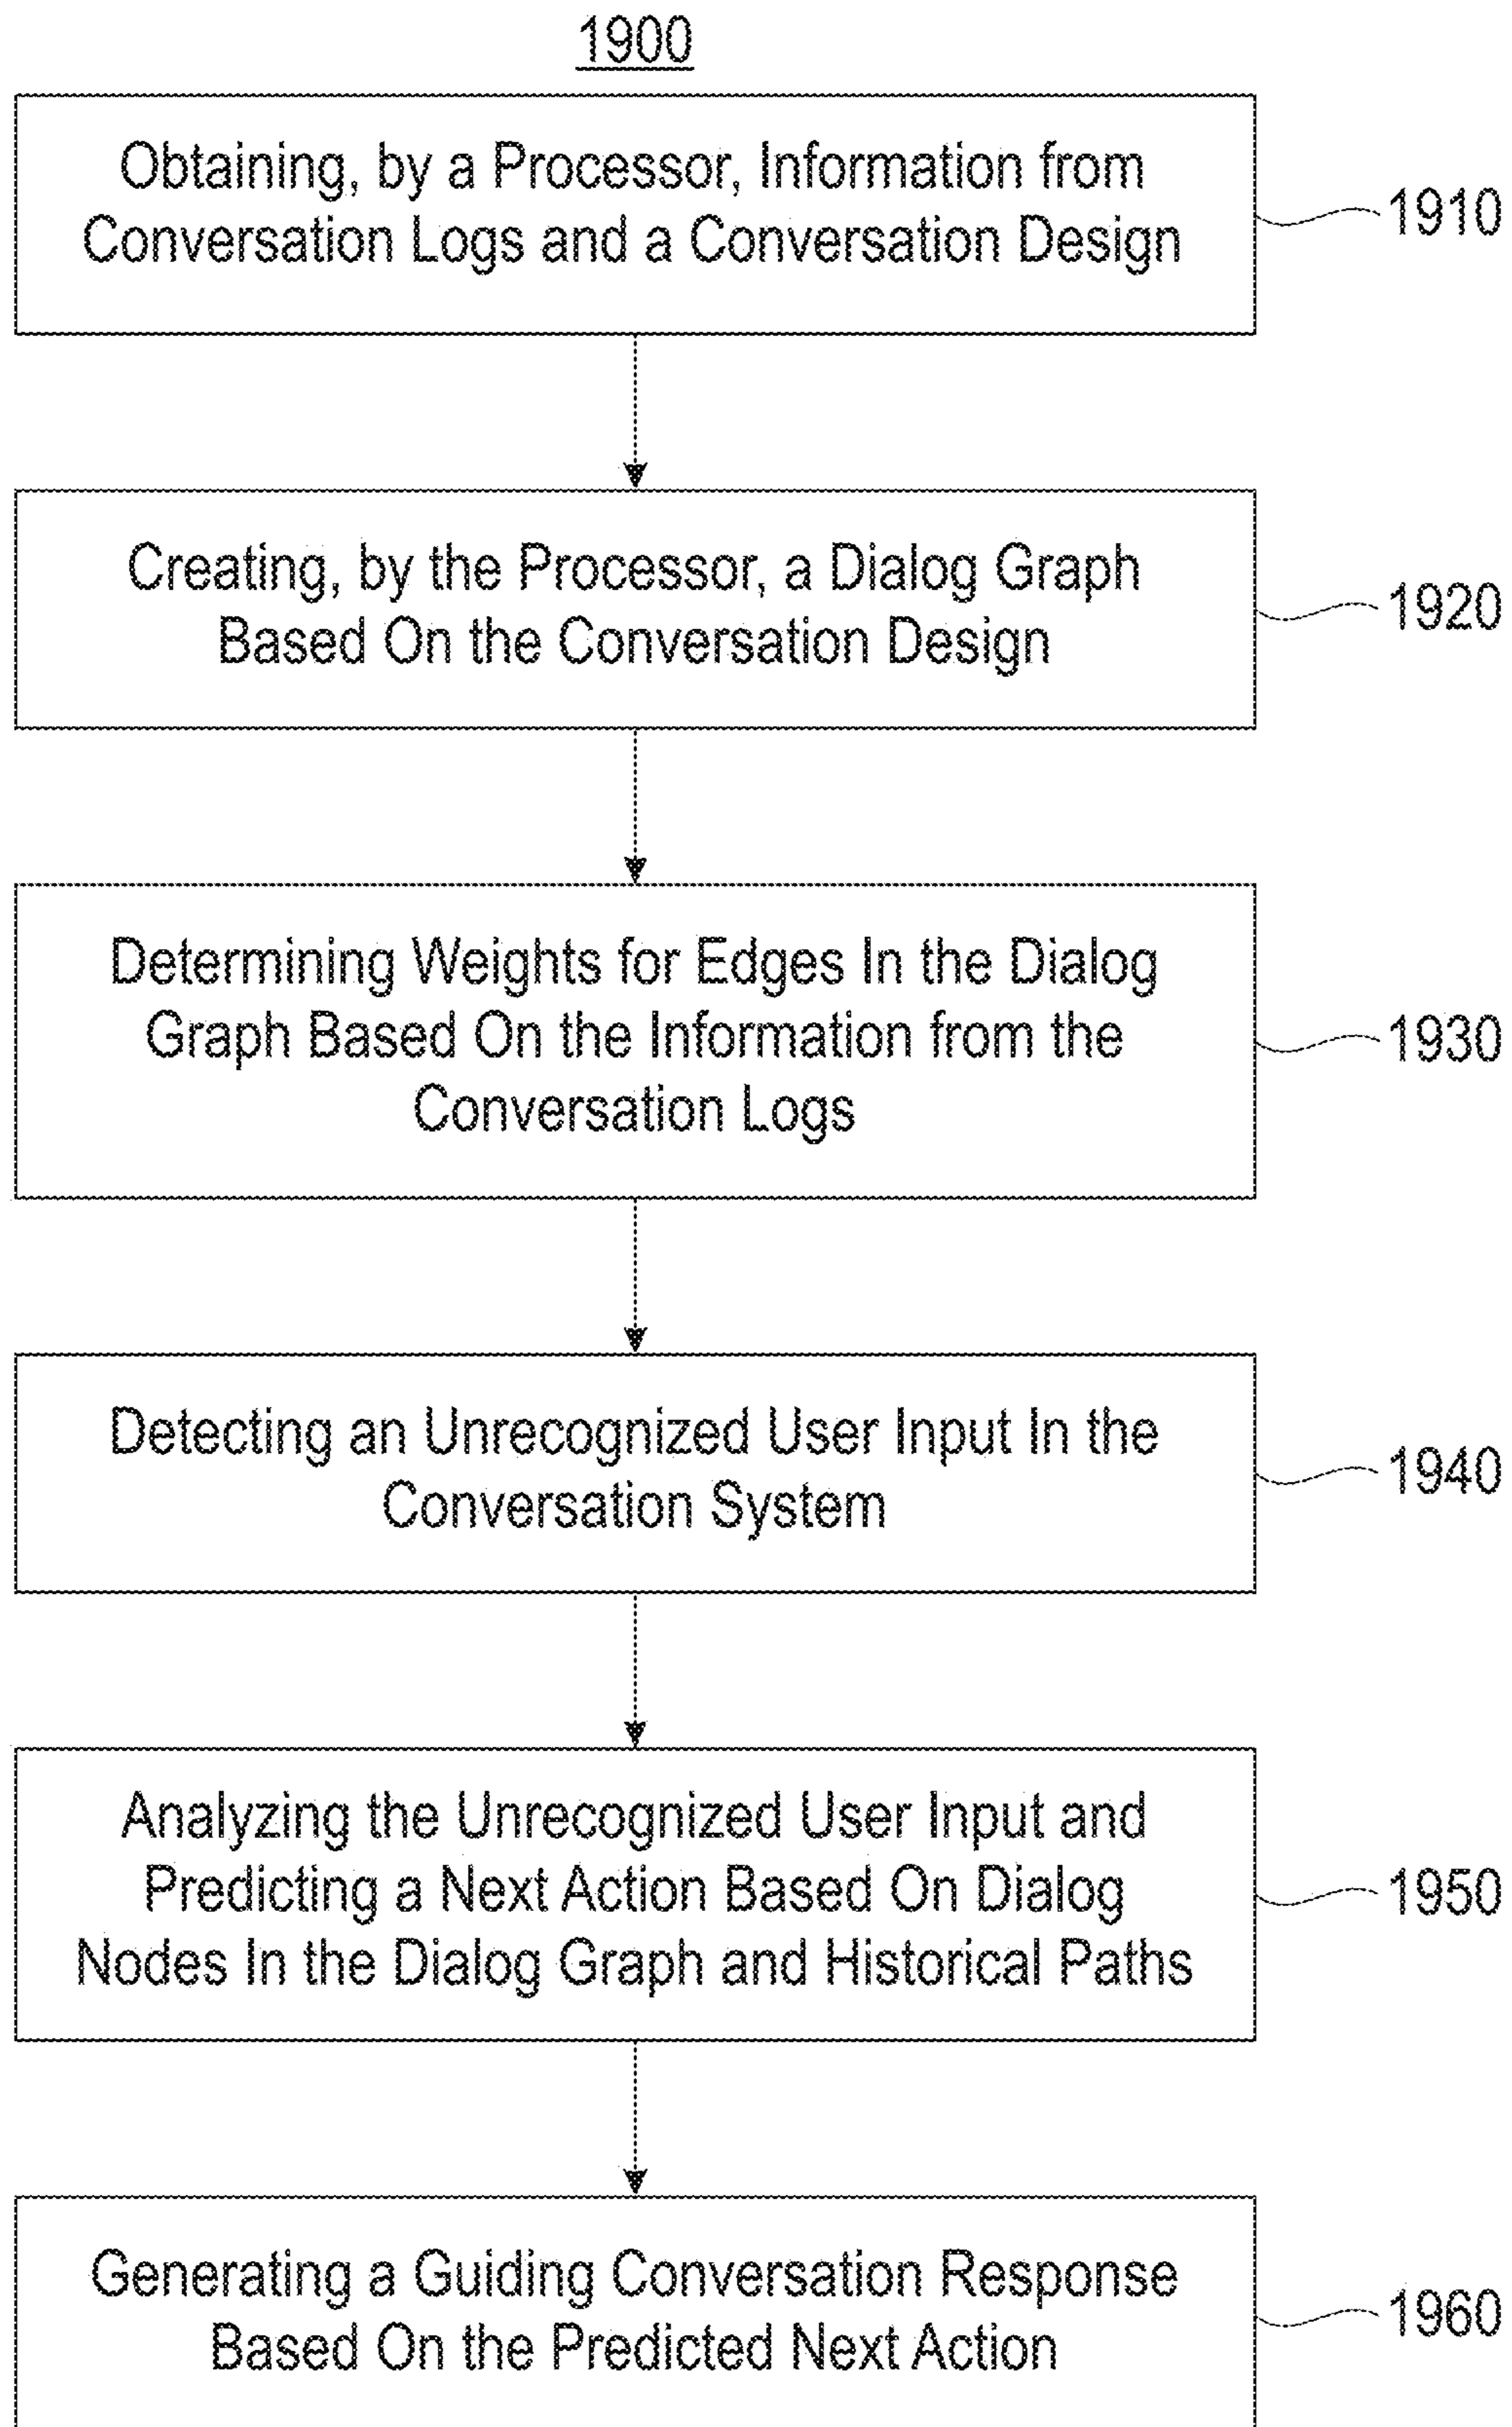 1900
Obtaining, by a Processor, Information from
Conversation Logs and a Conversation Design
1910
Creating, by the Processor, a Dialog Graph
Based On the Conversation Design
1920
Determining Weights for Edges In the Dialog
Graph Based On the Information from the
Conversation Logs
1930
Detecting an Unrecognized User Input In the
Conversation System
1940
Analyzing the Unrecognized User Input and
Predicting a Next Action Based On Dialog
Nodes In the Dialog Graph and Historical Paths
1950
Generating a Guiding Conversation Response
Based On the Predicted Next Action
1960